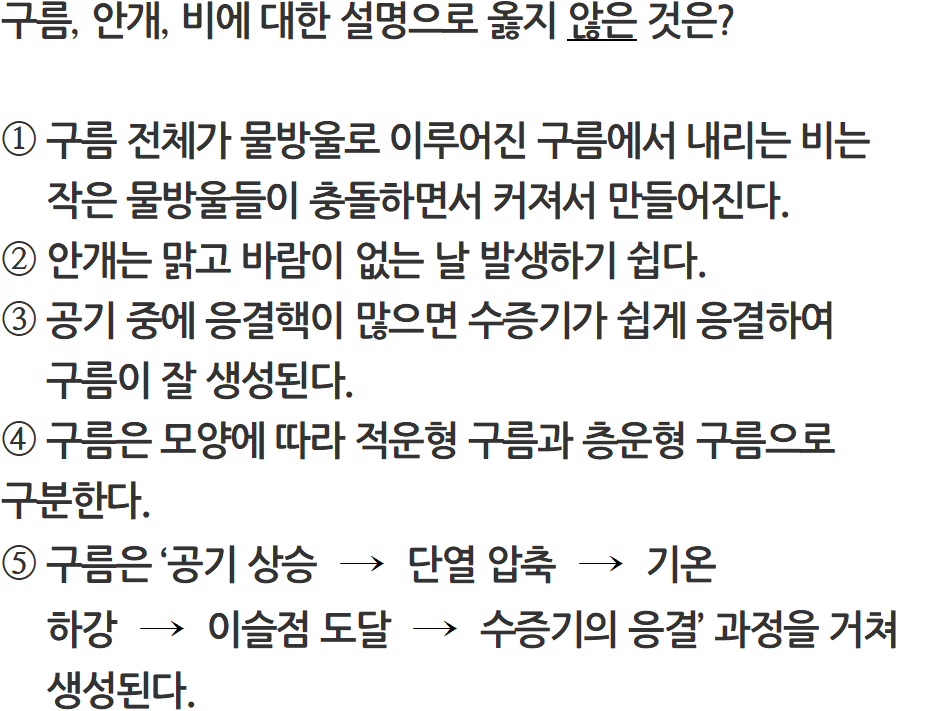 구름, 안개, 비에 대한 설명으로 옳지 않은 것은?
① 구름 전체가 물방울로 이루어진 구름에서 내리는 비는
작은 물방울들이 충돌하면서 커져서 만들어진다.
② 안개는 맑고 바람이 없는 날 발생하기 쉽다.
③ 공기 중에 응결핵이 많으면 수증기가 쉽게 응결하여
구름이 잘 생성된다.
④ 구름은 모양에 따라 적운형 구름과 층운형 구름으로
구분한다.
⑤ 구름은 ‘공기 상승 → 단열 압축 → 기온
하강 → 이슬점 도달 → 수증기의 응결’ 과정을 거쳐
생성된다.